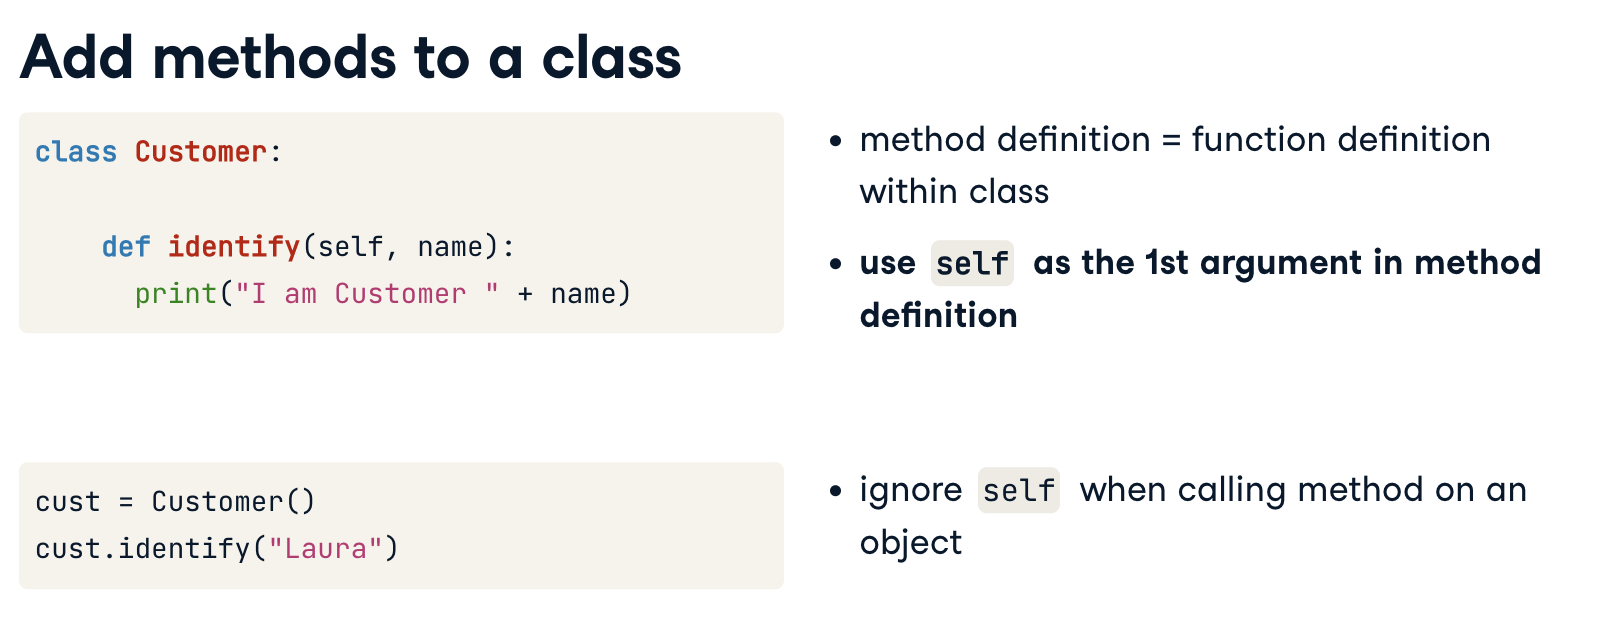 Add methods to a class
class Customer:
def identify(self, name):
print("I am Customer " + name)
• method definition = function definition
within class
• use self as the 1st argument in method
definition
cust = Customer()
cust.identify("Laura")
• ignore self when calling method on an
object